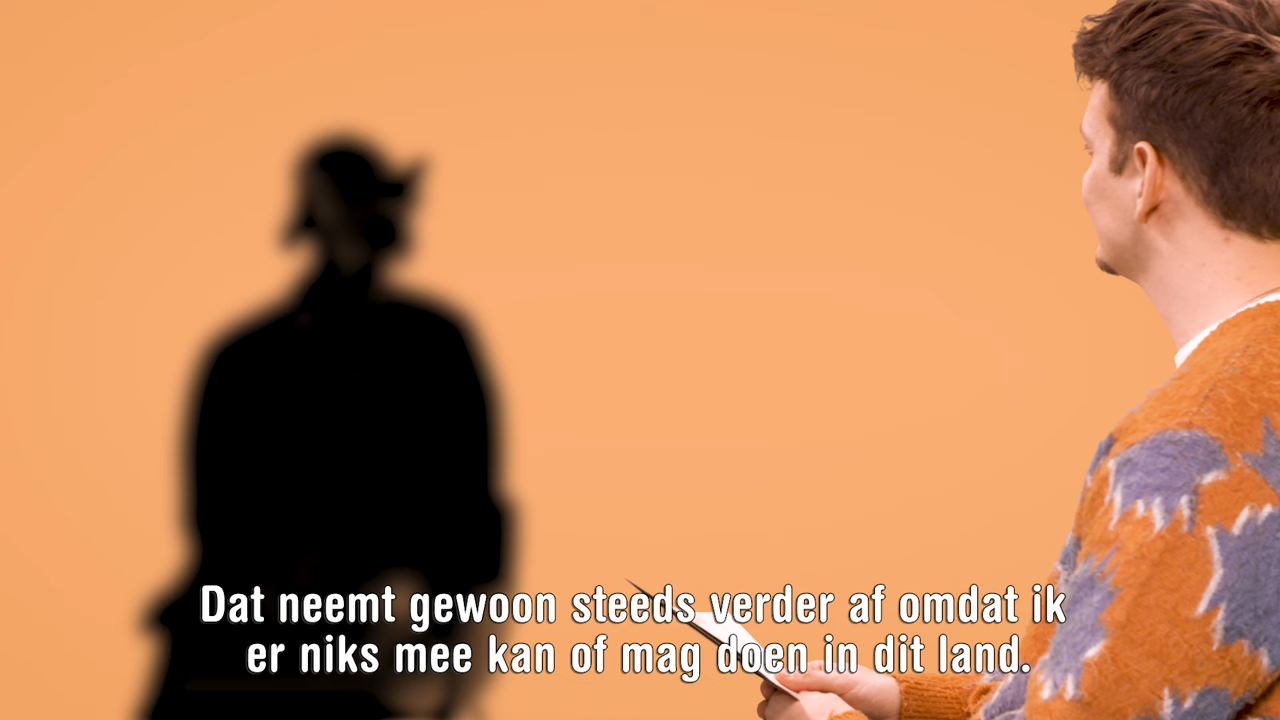 Dat neemt gewoon steeds verder af omdat ik
er niks mee kan of mag doen in dit land.